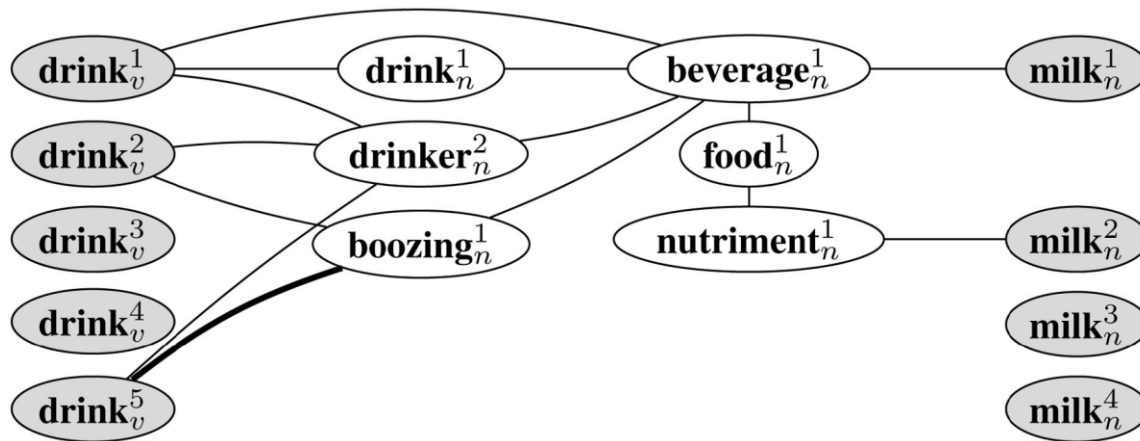 drink¹ᵥ drink¹ₙ beverage¹ₙ milk¹ₙ
drink²ᵥ drinker²ₙ food¹ₙ
drink³ᵥ boozing¹ₙ nutriment¹ₙ milk²ₙ
drink⁴ᵥ milk³ₙ
drink⁵ᵥ milk⁴ₙ